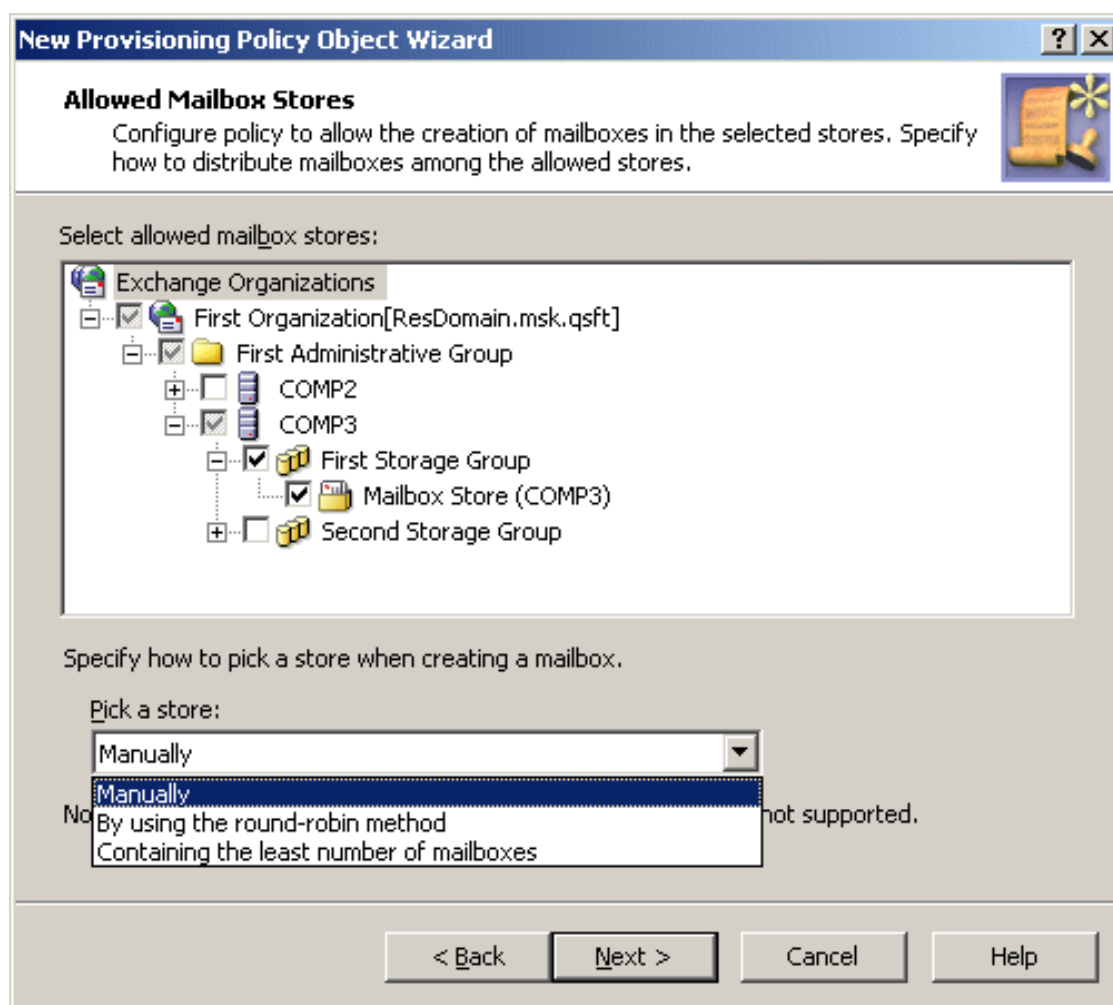 New Provisioning Policy Object Wizard
Allowed Mailbox Stores
Configure policy to allow the creation of mailboxes in the selected stores. Specify
how to distribute mailboxes among the allowed stores.
Select allowed mailbox stores:
Exchange Organizations
First Organization[ResDomain.msk.qsft]
First Administrative Group
COMP2
COMP3
First Storage Group
Mailbox Store (COMP3)
Second Storage Group
Specify how to pick a store when creating a mailbox.
Pick a store:
Manually
Manually
No not supported.
By using the round-robin method
Containing the least number of mailboxes
< Back Next > Cancel Help